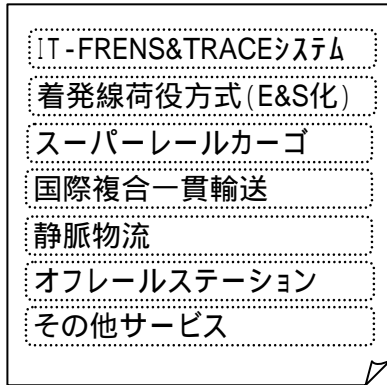 IT-FRENS&TRACEシステム
着発線荷役方式(E&S化)
スーパーレールカーゴ
国際複合一貫輸送
静脈物流
オフレールステーション
その他サービス